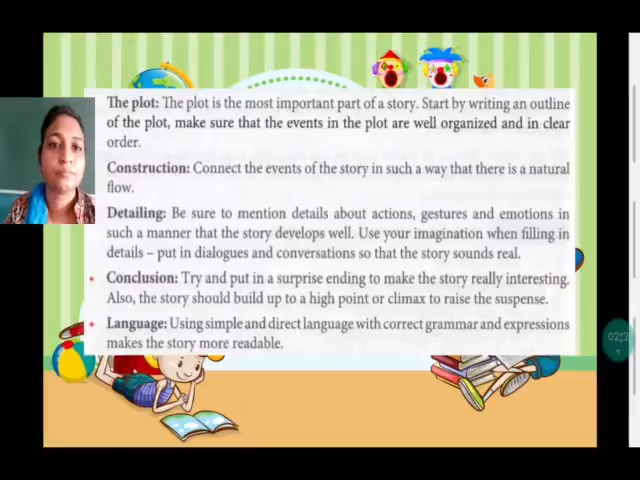 The plot: The plot is the most important part of a story. Start by writing an outline
of the plot, make sure that the events in the plot are well organized and in clear
order.
Construction: Connect the events of the story in such a way that there is a natural
flow.
Detailing: Be sure to mention details about actions, gestures and emotions in
such a manner that the story develops well. Use your imagination when filling in
details – put in dialogues and conversations so that the story sounds real.
• Conclusion: Try and put in a surprise ending to make the story really interesting.
Also, the story should build up to a high point or climax to raise the suspense.
• Language: Using simple and direct language with correct grammar and expressions
makes the story more readable.